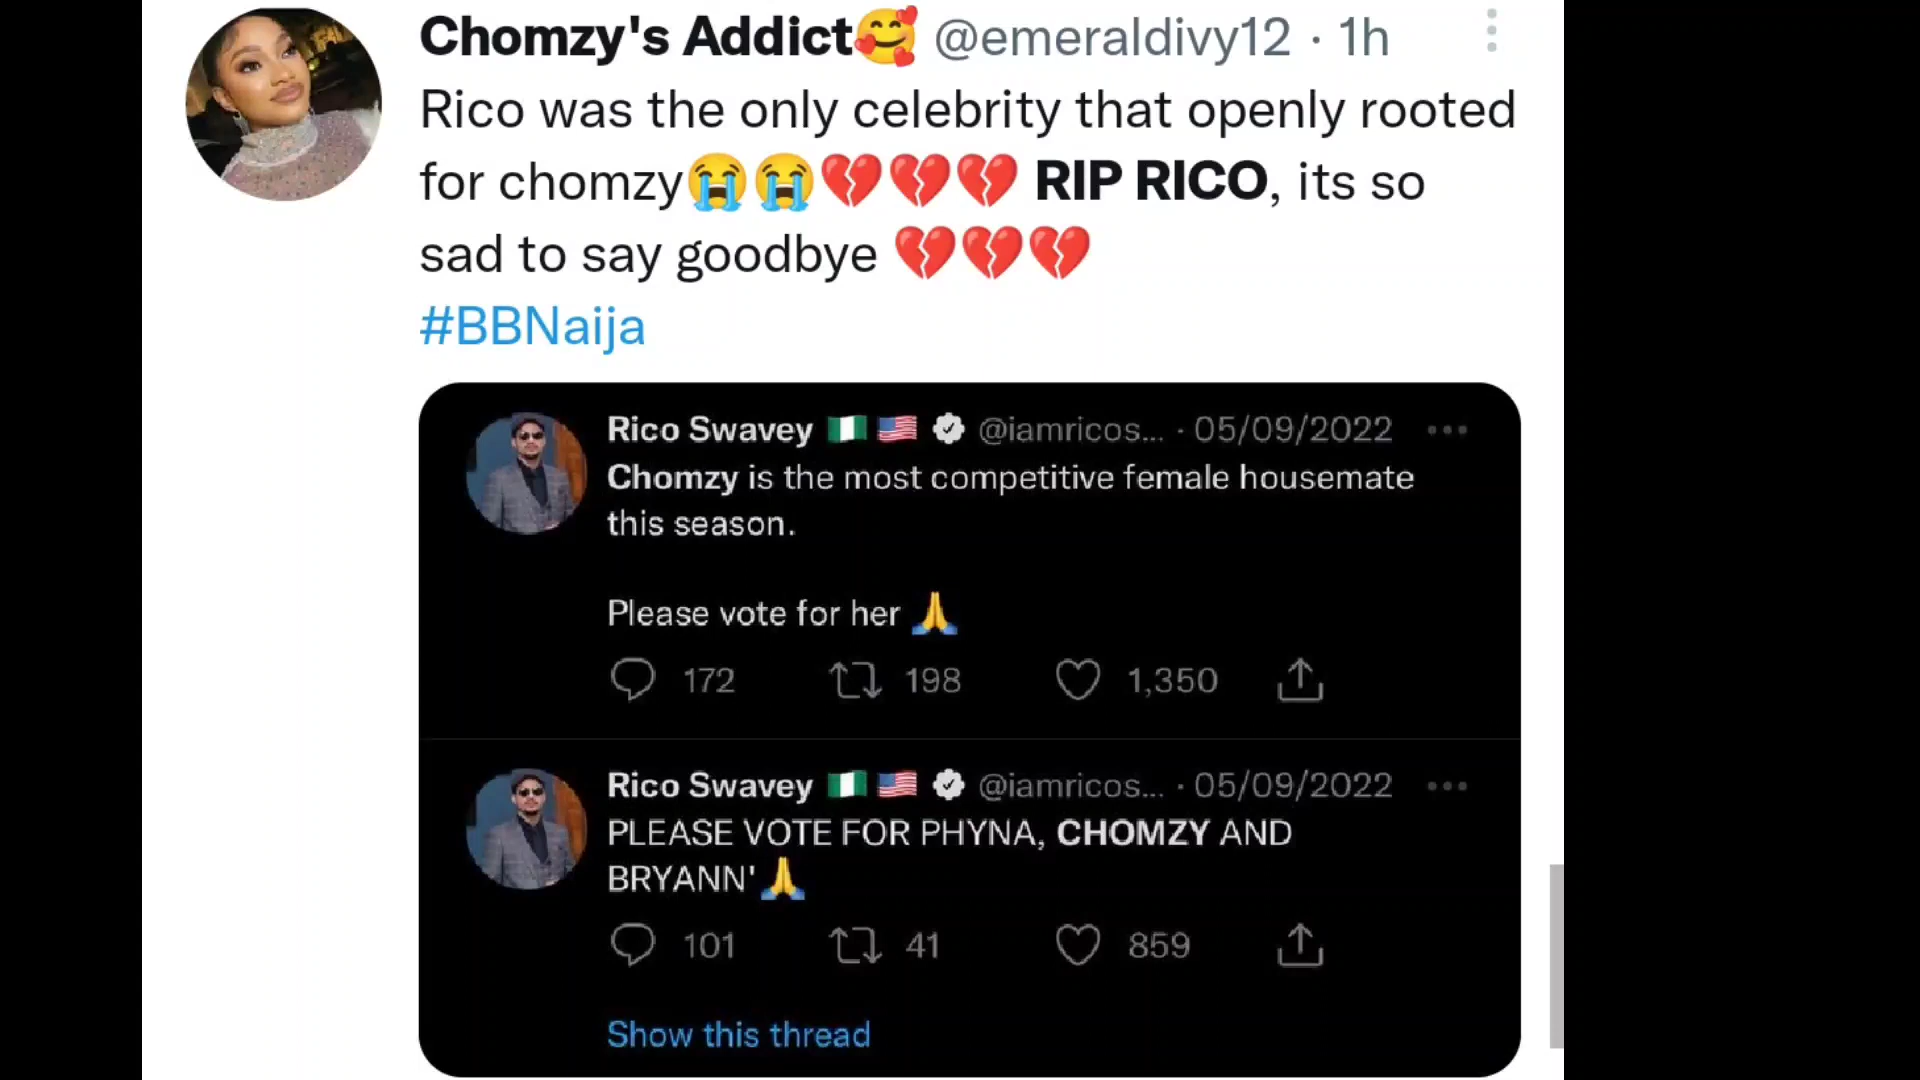 Chomzy's Addict🥰 @emeraldivy12 · 1h
Rico was the only celebrity that openly rooted
for chomzy😭😭💔💔💔 RIP RICO, its so
sad to say goodbye 💔💔💔
#BBNaija
Rico Swavey 🇳🇬 🇺🇸 @iamricos... · 05/09/2022
Chomzy is the most competitive female housemate
this season.
Please vote for her 🙏
172 198 1,350
Rico Swavey 🇳🇬 🇺🇸 @iamricos... · 05/09/2022
PLEASE VOTE FOR PHYNA, CHOMZY AND
BRYANN'🙏
101 41 859
Show this thread